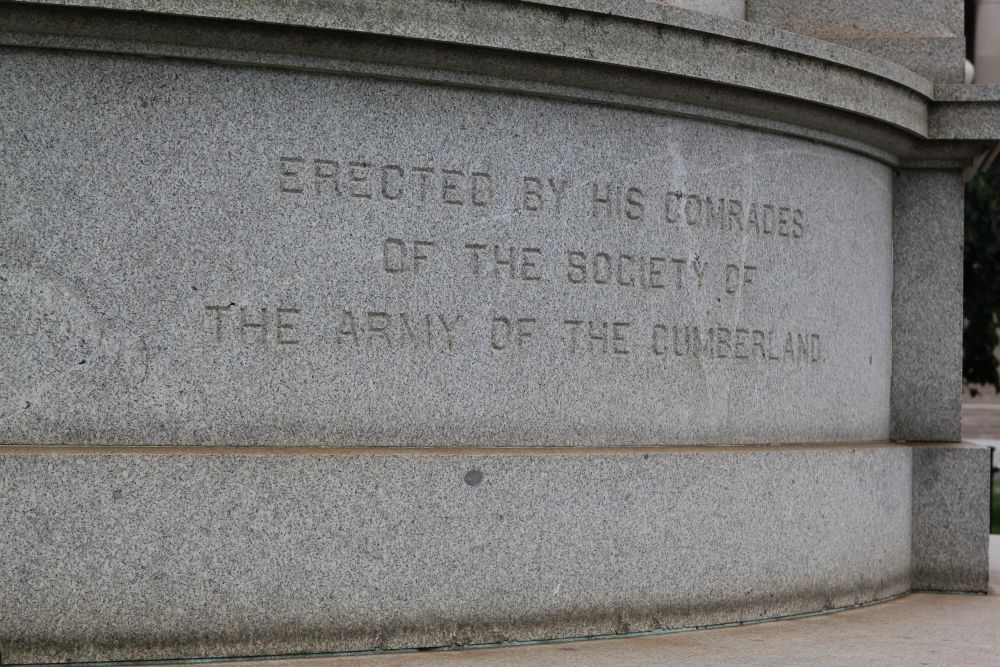 ERECTED BY HIS COMRADES
OF THE SOCIETY OF
THE ARMY OF THE CUMBERLAND.